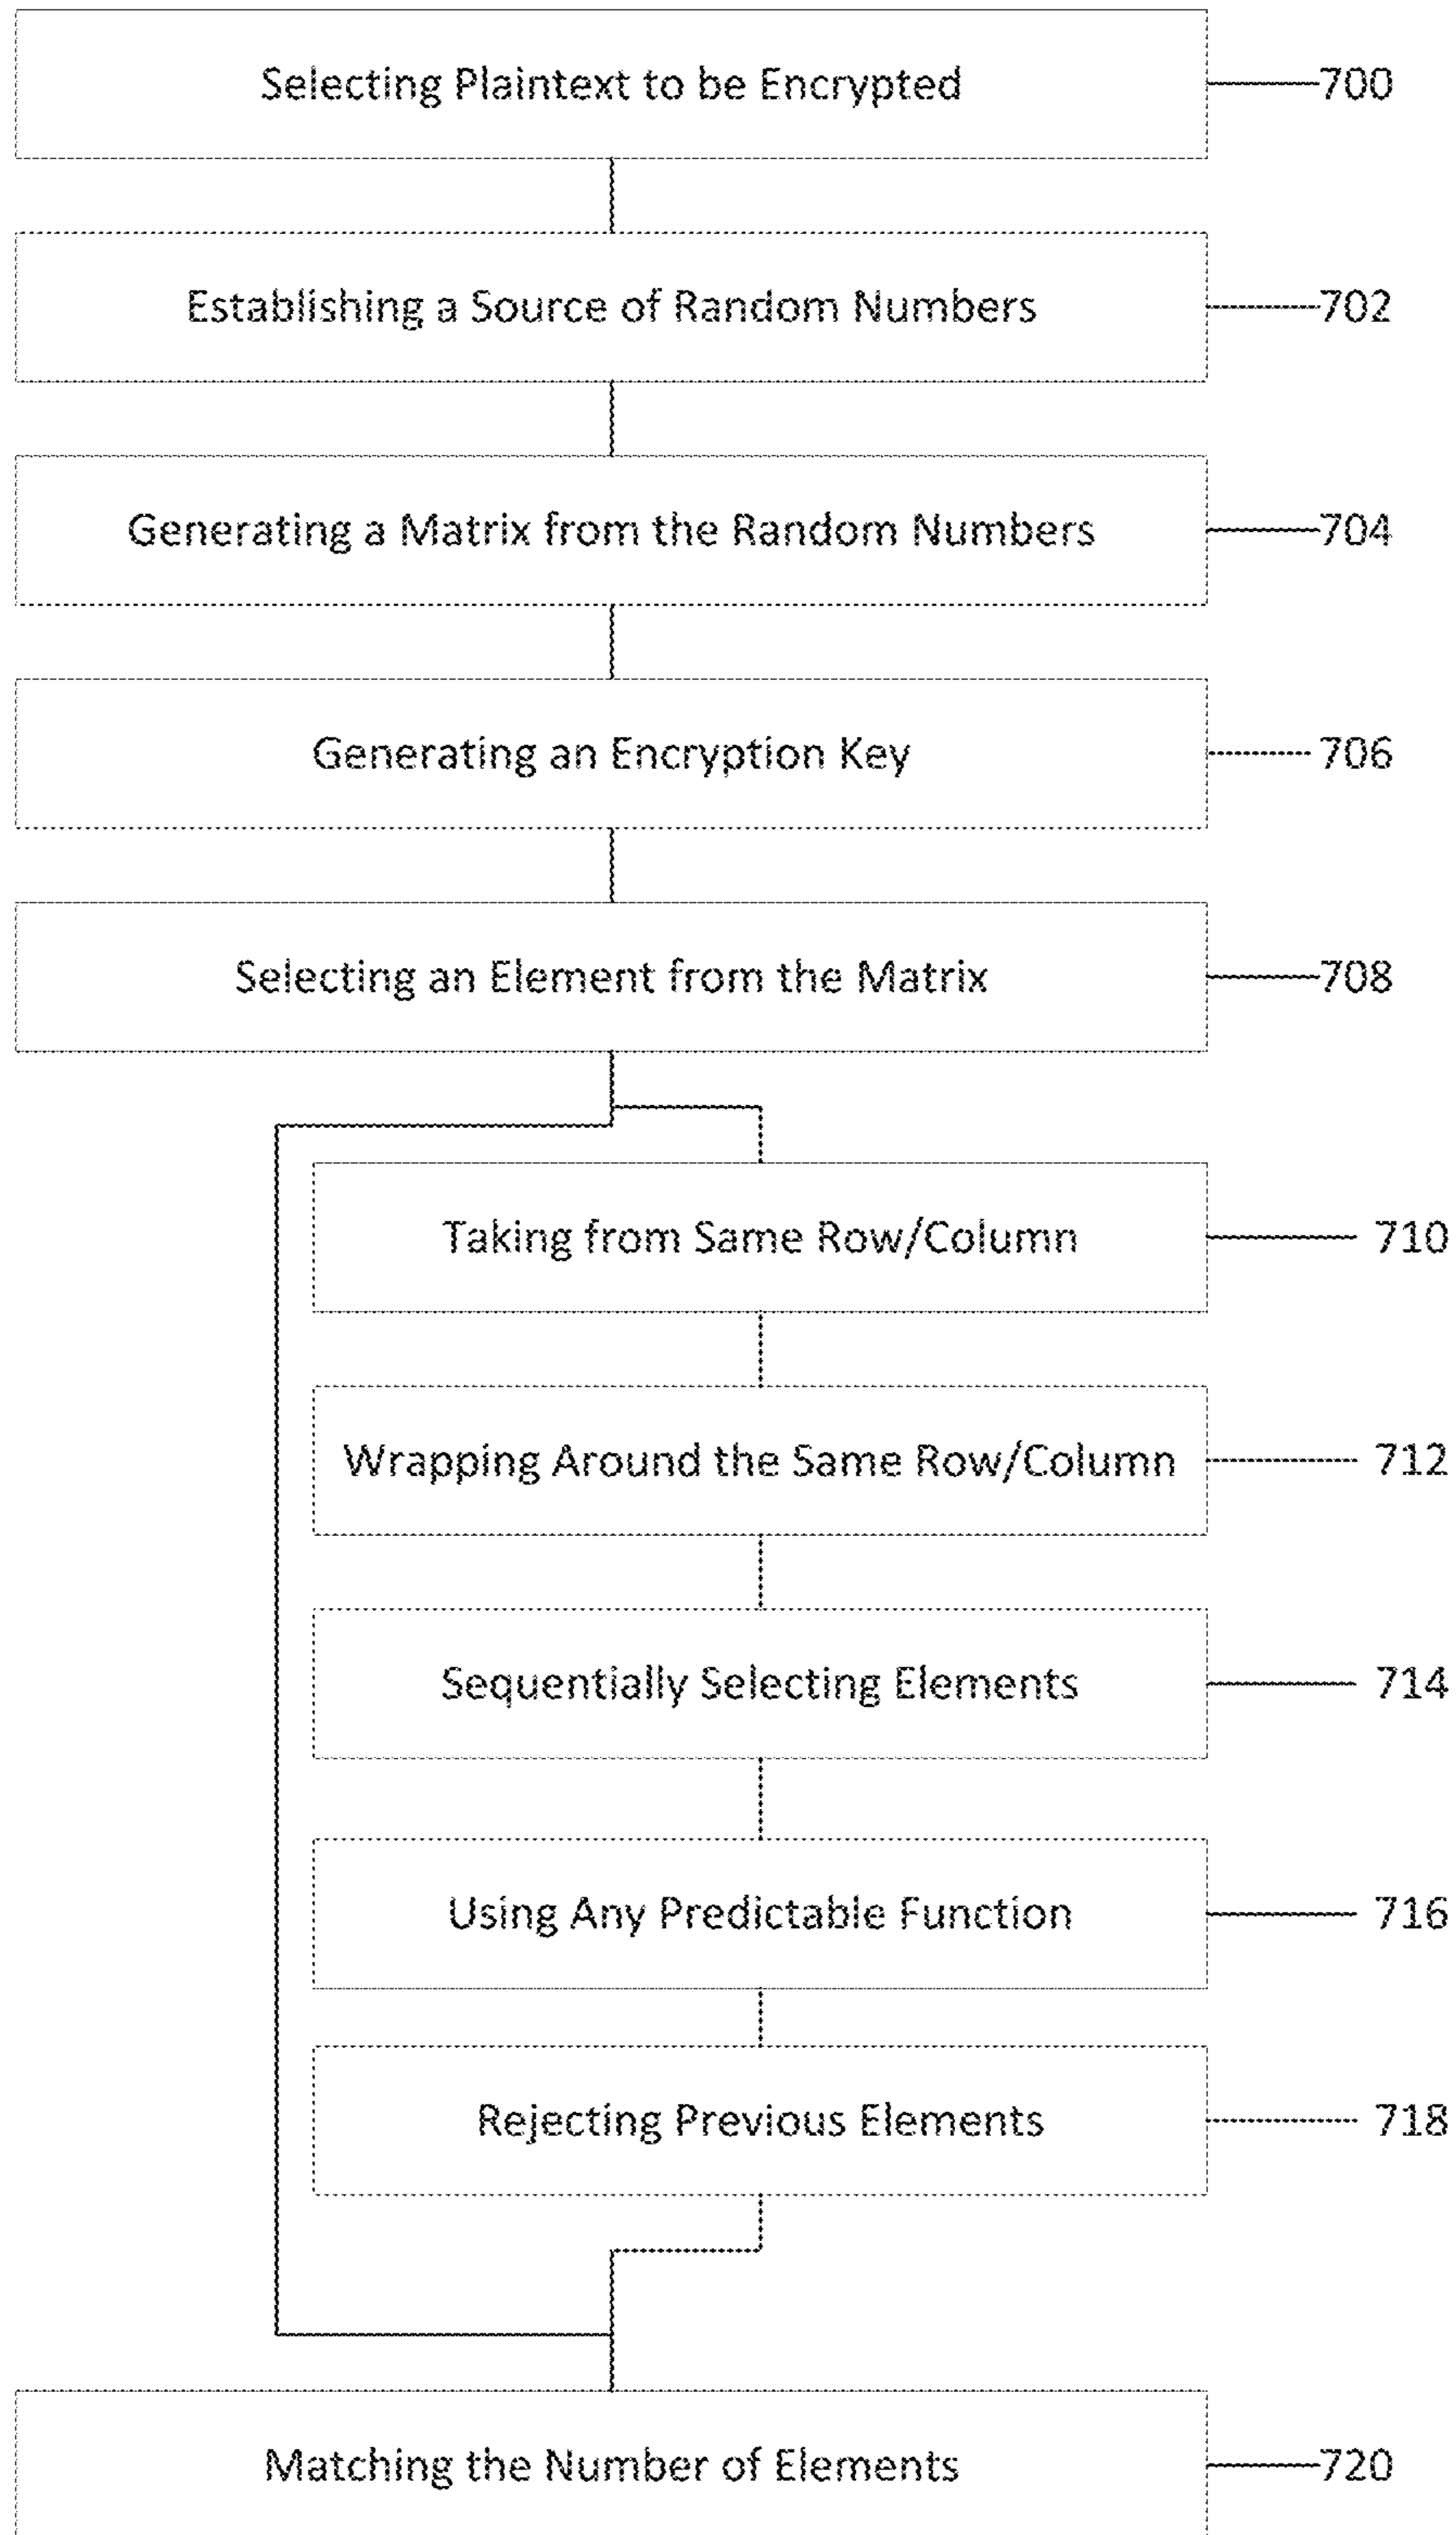 Selecting Plaintext to be Encrypted 700
Establishing a Source of Random Numbers 702
Generating a Matrix from the Random Numbers 704
Generating an Encryption Key 706
Selecting an Element from the Matrix 708
Taking from Same Row/Column 710
Wrapping Around the Same Row/Column 712
Sequentially Selecting Elements 714
Using Any Predictable Function 716
Rejecting Previous Elements 718
Matching the Number of Elements 720